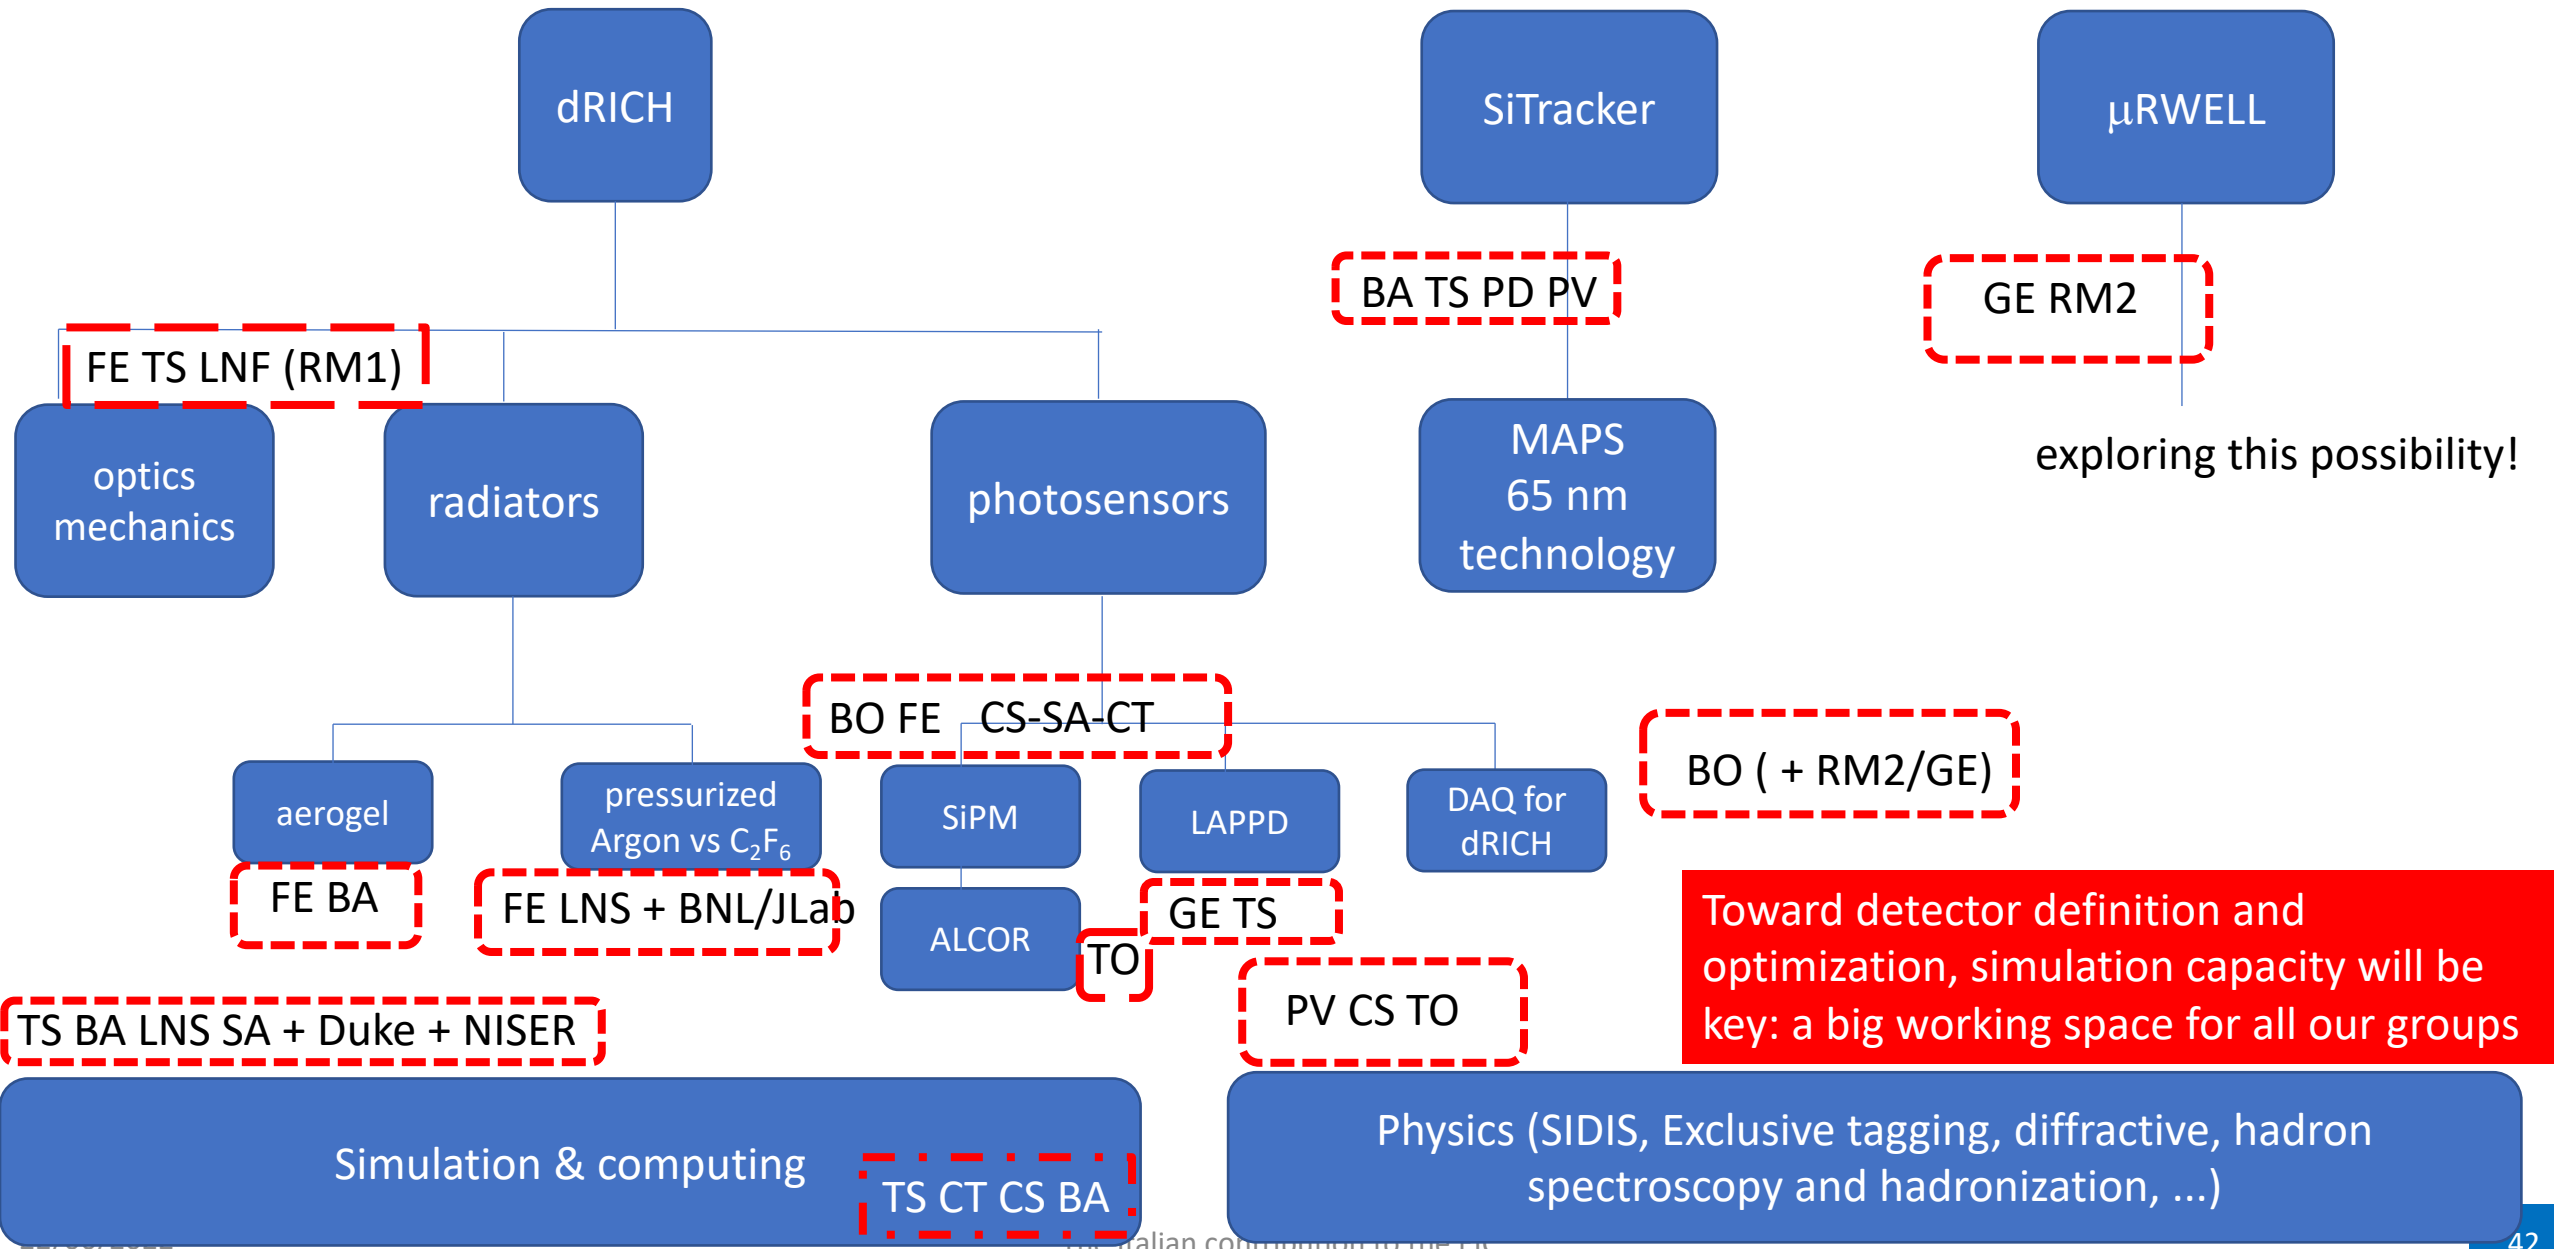 dRICH
SiTracker
μRWELL
BA TS PD PV
GE RM2
FE TS LNF (RM1)
optics
mechanics
radiators
photosensors
MAPS
65 nm
technology
exploring this possibility!
BO FE CS-SA-CT
BO ( + RM2/GE)
aerogel
pressurized
Argon vs C₂F₆
SiPM
LAPPD
DAQ for
dRICH
FE BA
FE LNS + BNL/JLab
ALCOR
TO
GE TS
Toward detector definition and
optimization, simulation capacity will be
key: a big working space for all our groups
TS BA LNS SA + Duke + NISER
PV CS TO
Simulation & computing
TS CT CS BA
Physics (SIDIS, Exclusive tagging, diffractive, hadron
spectroscopy and hadronization, ...)
Italian contribution to the
42